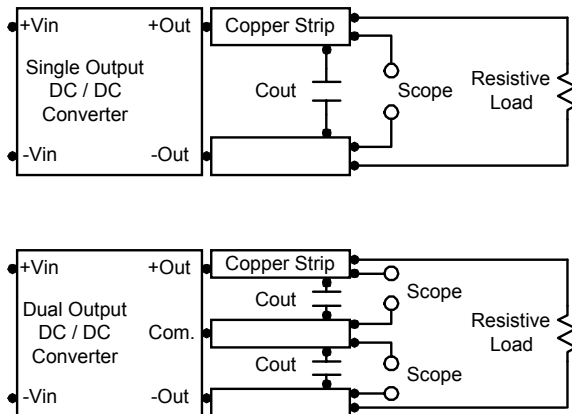 +Vin +Out Copper Strip
Single Output
DC / DC
Converter
Cout
Scope
Resistive
Load
-Vin -Out
+Vin +Out Copper Strip
Cout
Scope
Dual Output
DC / DC
Converter
Com.
Resistive
Load
Cout
Scope
-Vin -Out